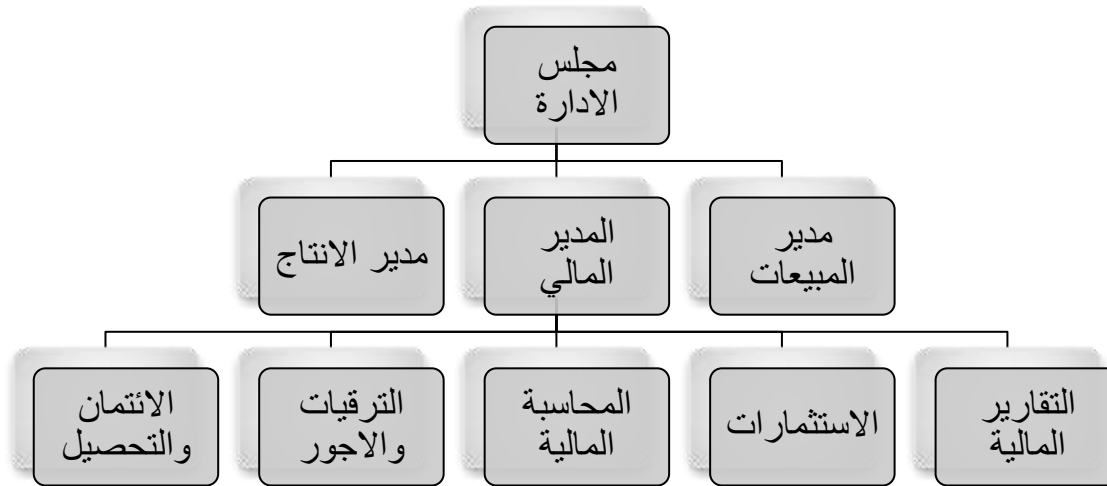 مجلس
الادارة
مدير
المبيعات
المدير
المالي
مدير الانتاج
التقارير
المالية
الاستثمارات
المحاسبة
المالية
الترقيات
والاجور
الائتمان
والتحصيل